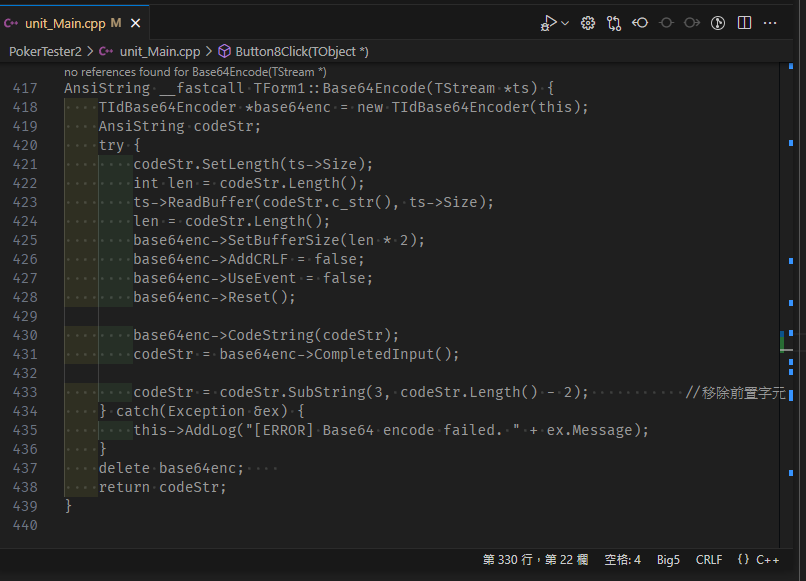 unit_Main.cpp M
PokerTester2 > unit_Main.cpp > Button8Click(TObject *)
no references found for Base64Encode(TStream *)
417 AnsiString __fastcall TForm1::Base64Encode(TStream *ts) {
418     TIdBase64Encoder *base64enc = new TIdBase64Encoder(this);
419     AnsiString codeStr;
420     try {
421         codeStr.SetLength(ts->Size);
422         int len = codeStr.Length();
423         ts->ReadBuffer(codeStr.c_str(), ts->Size);
424         len = codeStr.Length();
425         base64enc->SetBufferSize(len * 2);
426         base64enc->AddCRLF = false;
427         base64enc->UseEvent = false;
428         base64enc->Reset();
429
430         base64enc->CodeString(codeStr);
431         codeStr = base64enc->CompletedInput();
432
433         codeStr = codeStr.SubString(3, codeStr.Length() - 2);           //移除前置字元
434     } catch(Exception &ex) {
435         this->AddLog("[ERROR] Base64 encode failed. " + ex.Message);
436     }
437     delete base64enc;
438     return codeStr;
439 }
440
第 330 行，第 22 欄 空格: 4 Big5 CRLF {} C++